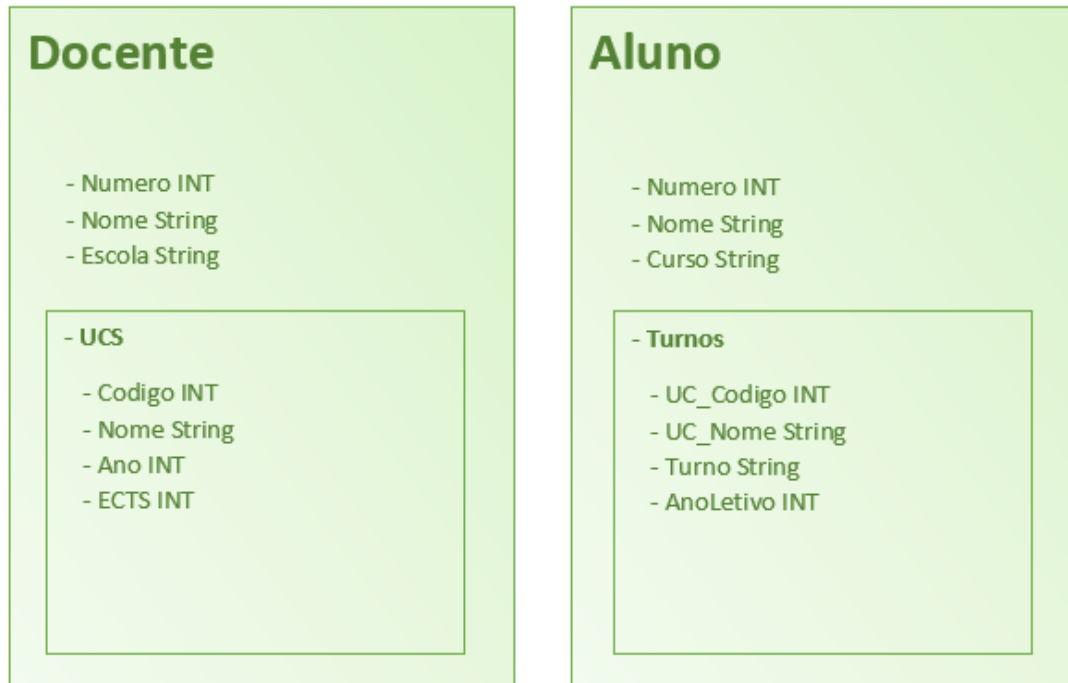 Docente
- Numero INT
- Nome String
- Escola String
- UCS
- Codigo INT
- Nome String
- Ano INT
- ECTS INT
Aluno
- Numero INT
- Nome String
- Curso String
- Turnos
- UC_Codigo INT
- UC_Nome String
- Turno String
- AnoLetivo INT